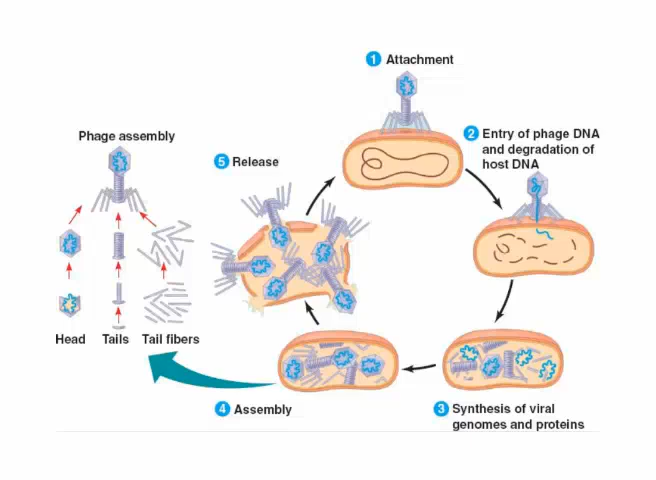 1 Attachment
Phage assembly
2 Entry of phage DNA
and degradation of
host DNA
5 Release
Head
Tails
Tail fibers
4 Assembly
3 Synthesis of viral
genomes and proteins